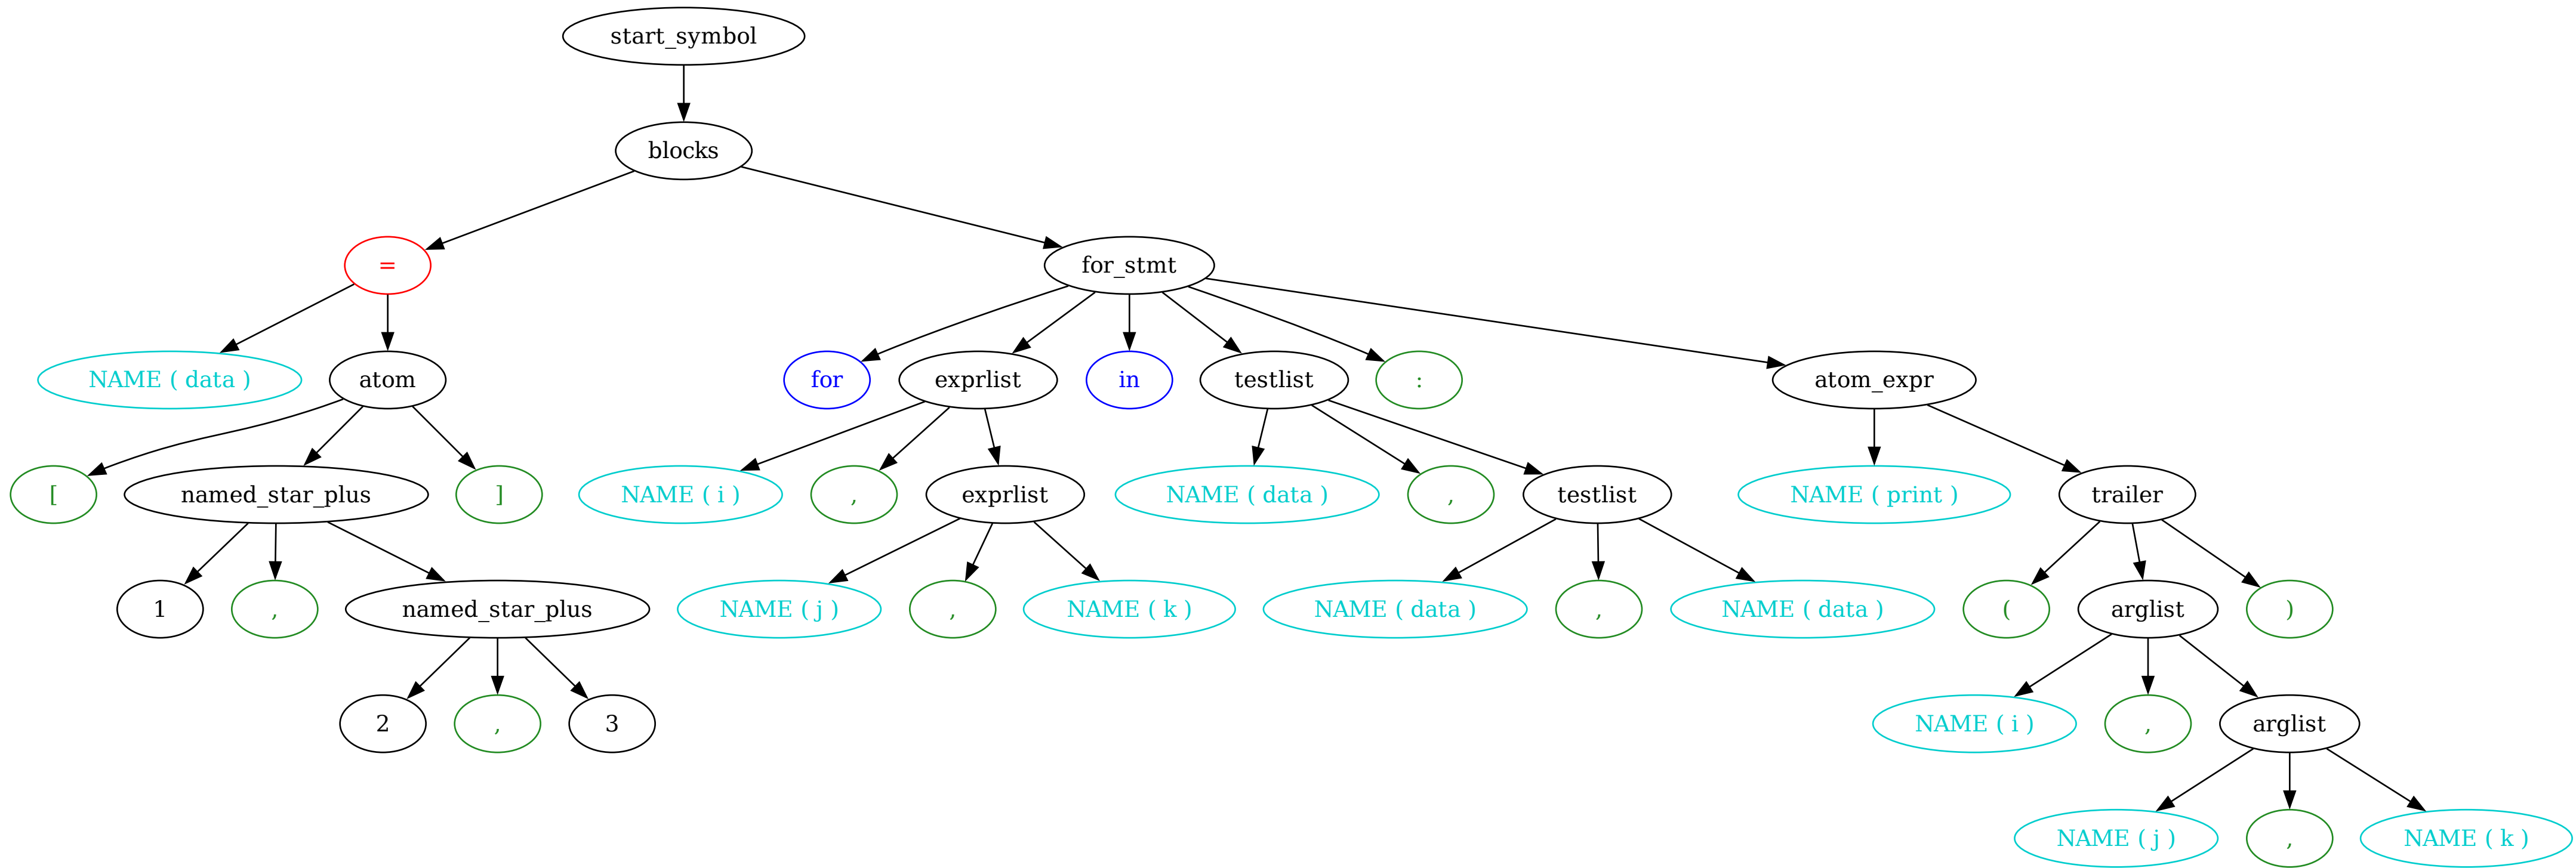 start_symbol
blocks
= for_stmt
NAME ( data ) atom for exprlist in testlist : atom_expr
[ named_star_plus ] NAME ( i ) , exprlist NAME ( data ) , testlist NAME ( print ) trailer
1 , named_star_plus NAME ( j ) , NAME ( k ) NAME ( data ) , NAME ( data ) ( arglist )
2 , 3 NAME ( i ) , arglist
NAME ( j ) , NAME ( k )